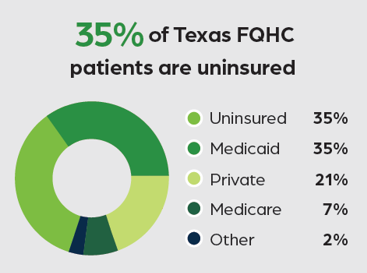 35% of Texas FQHC
patients are uninsured
Uninsured 35%
Medicaid 35%
Private 21%
Medicare 7%
Other 2%